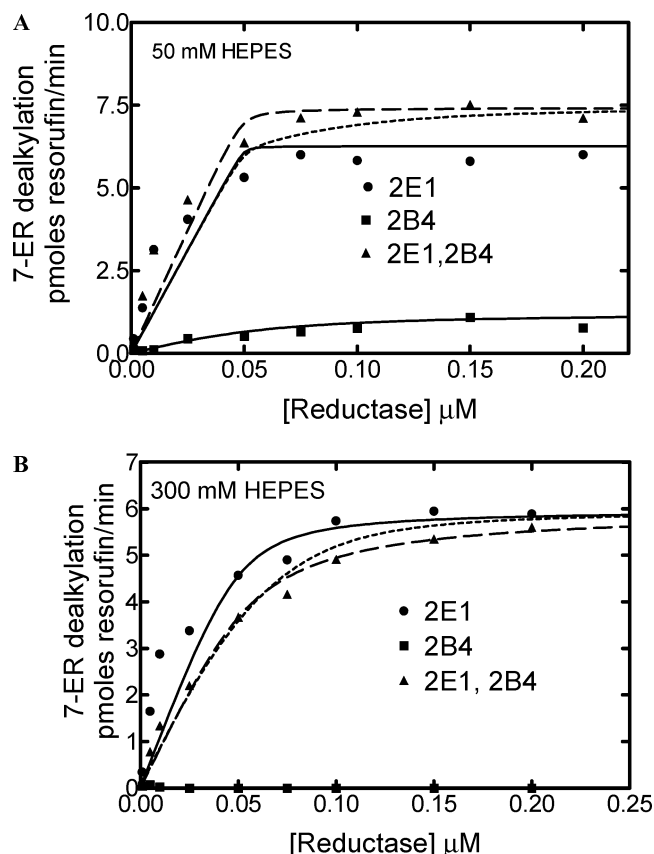 A
50 mM HEPES
7-ER dealkylation
pmoles resorufin/min
10.0
7.5
5.0
2.5
0.0
2E1
2B4
2E1,2B4
0.00 0.05 0.10 0.15 0.20
[Reductase] μM
B
300 mM HEPES
7-ER dealkylation
pmoles resorufin/min
7
6
5
4
3
2
1
0
2E1
2B4
2E1, 2B4
0.00 0.05 0.10 0.15 0.20 0.25
[Reductase] μM